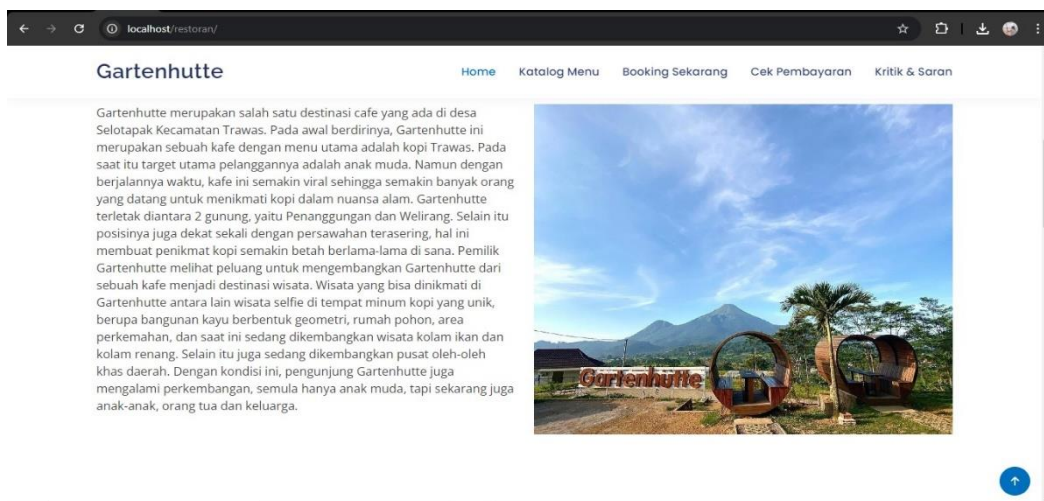 localhost/restoran/
Gartenhutte
Home Katalog Menu Booking Sekarang Cek Pembayaran Kritik & Saran
Gartenhutte merupakan salah satu destinasi cafe yang ada di desa
Selotapak Kecamatan Trawas. Pada awal berdirinya, Gartenhutte ini
merupakan sebuah kafe dengan menu utama adalah kopi Trawas. Pada
saat itu target utama pelanggannya adalah anak muda. Namun dengan
berjalannya waktu, kafe ini semakin viral sehingga semakin banyak orang
yang datang untuk menikmati kopi dalam nuansa alam. Gartenhutte
terletak diantara 2 gunung, yaitu Penanggungan dan Welirang. Selain itu
posisinya juga dekat sekali dengan persawahan terasering, hal ini
membuat penikmat kopi semakin betah berlama-lama di sana. Pemilik
Gartenhutte melihat peluang untuk mengembangkan Gartenhutte dari
sebuah kafe menjadi destinasi wisata. Wisata yang bisa dinikmati di
Gartenhutte antara lain wisata selfie di tempat minum kopi yang unik,
berupa bangunan kayu berbentuk geometri, rumah pohon, area
perkemahan, dan saat ini sedang dikembangkan wisata kolam ikan dan
kolam renang. Selain itu juga sedang dikembangkan pusat oleh-oleh
khas daerah. Dengan kondisi ini, pengunjung Gartenhutte juga
mengalami perkembangan, semula hanya anak muda, tapi sekarang juga
anak-anak, orang tua dan keluarga.
Gartenhutte